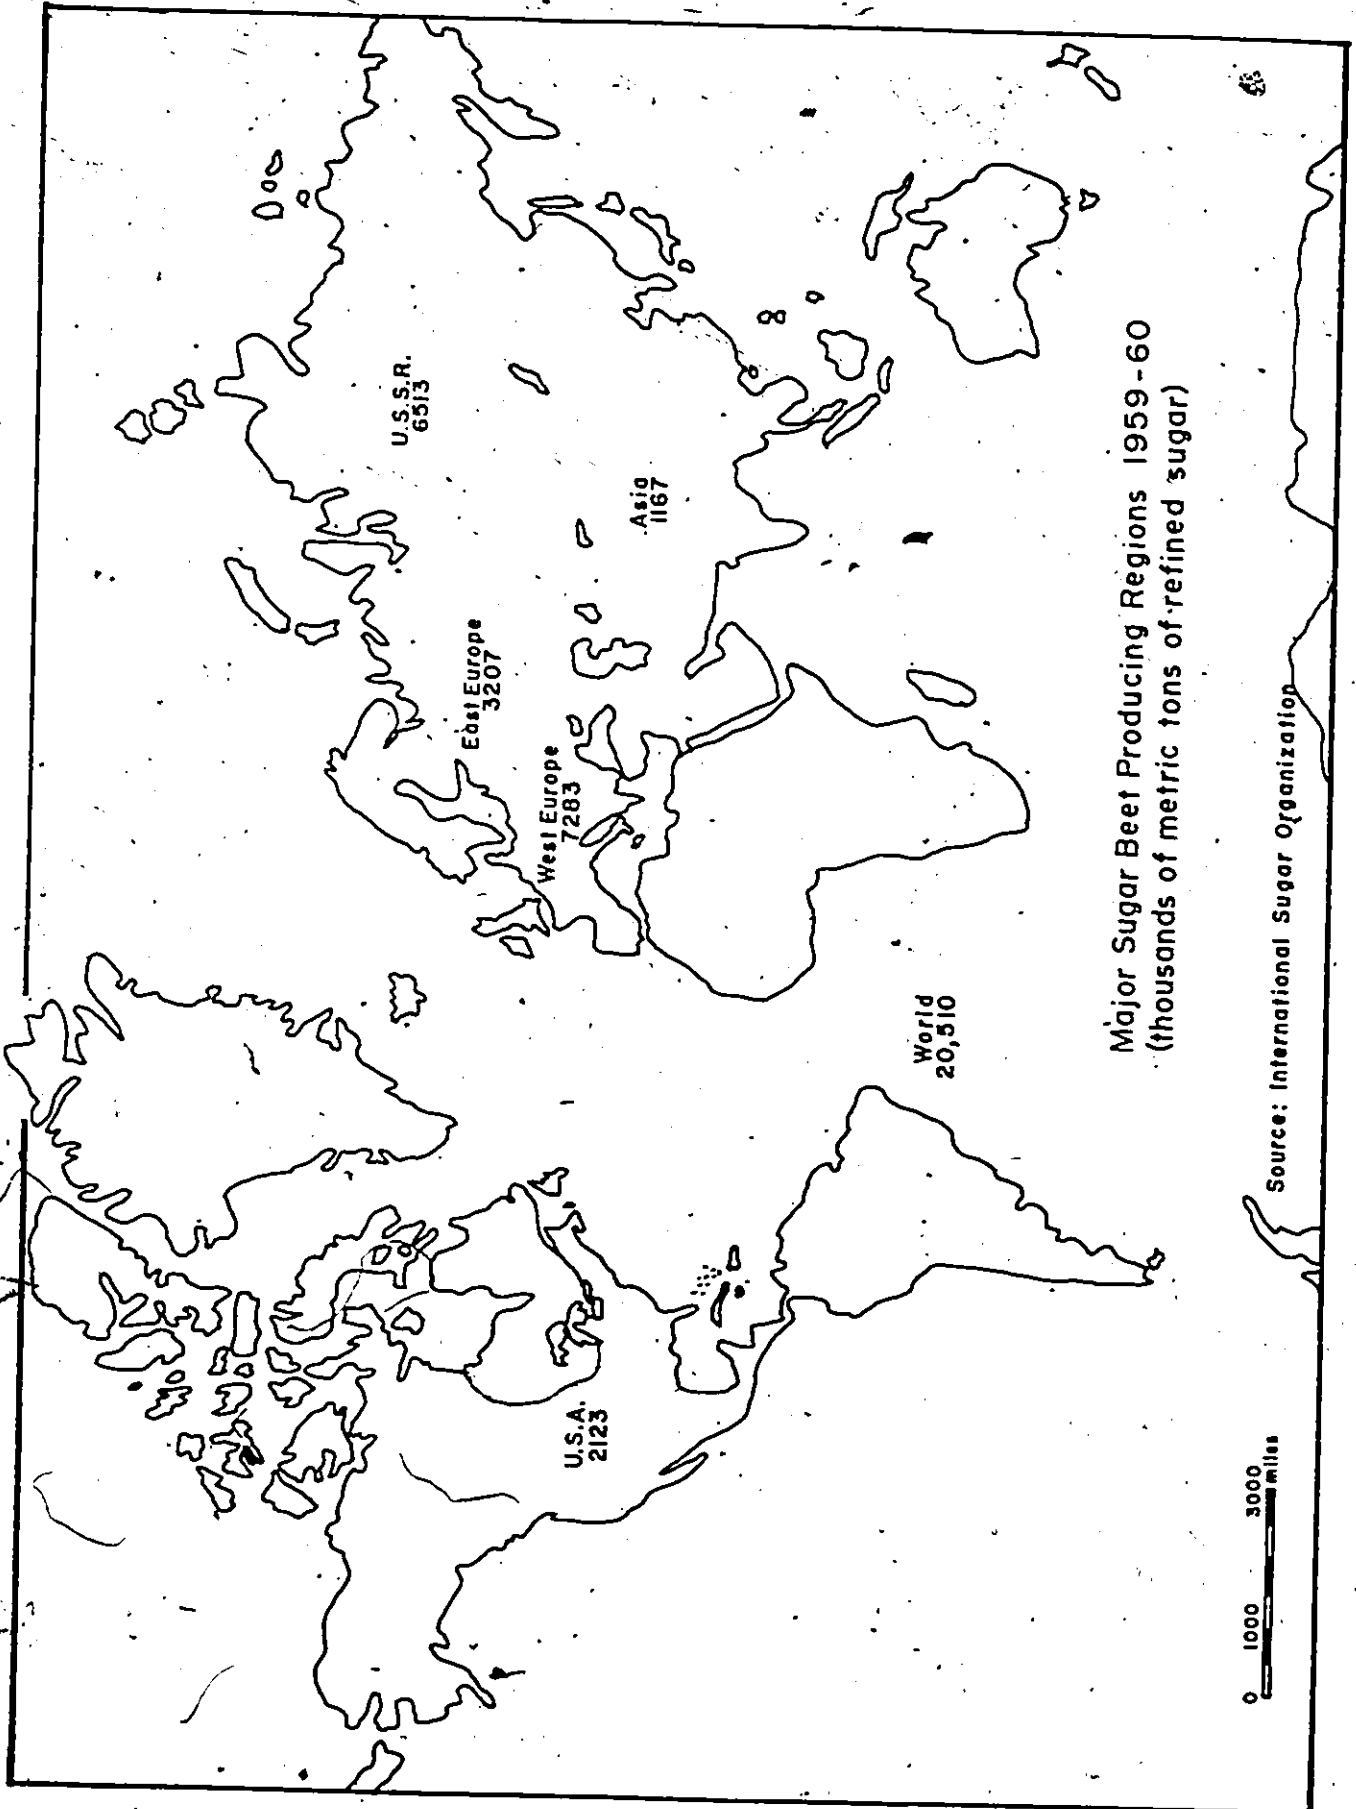 U.S.S.R.
6513
East Europe
3207
Asia
1167
West Europe
7283
U.S.A.
2123
World
20,510
Major Sugar Beet Producing Regions 1959-60
(thousands of metric tons of refined sugar)
0 1000 3000
miles
Source: International Sugar Organization